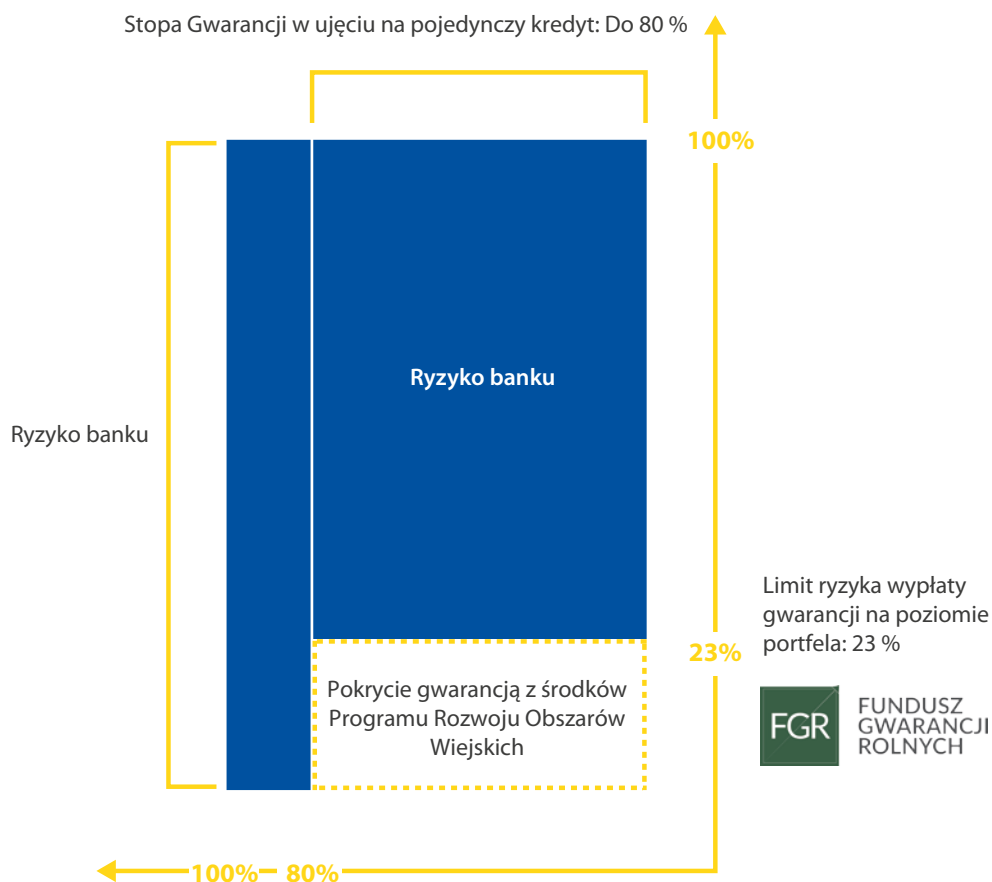 Stopa Gwarancji w ujęciu na pojedynczy kredyt: Do 80 %
100%
Ryzyko banku
Ryzyko banku
Limit ryzyka wypłaty
gwarancji na poziomie
portfela: 23 %
23%
Pokrycie gwarancją z środków
Programu Rozwoju Obszarów
Wiejskich
FGR
FUNDUSZ
GWARANCJI
ROLNYCH
100%
80%